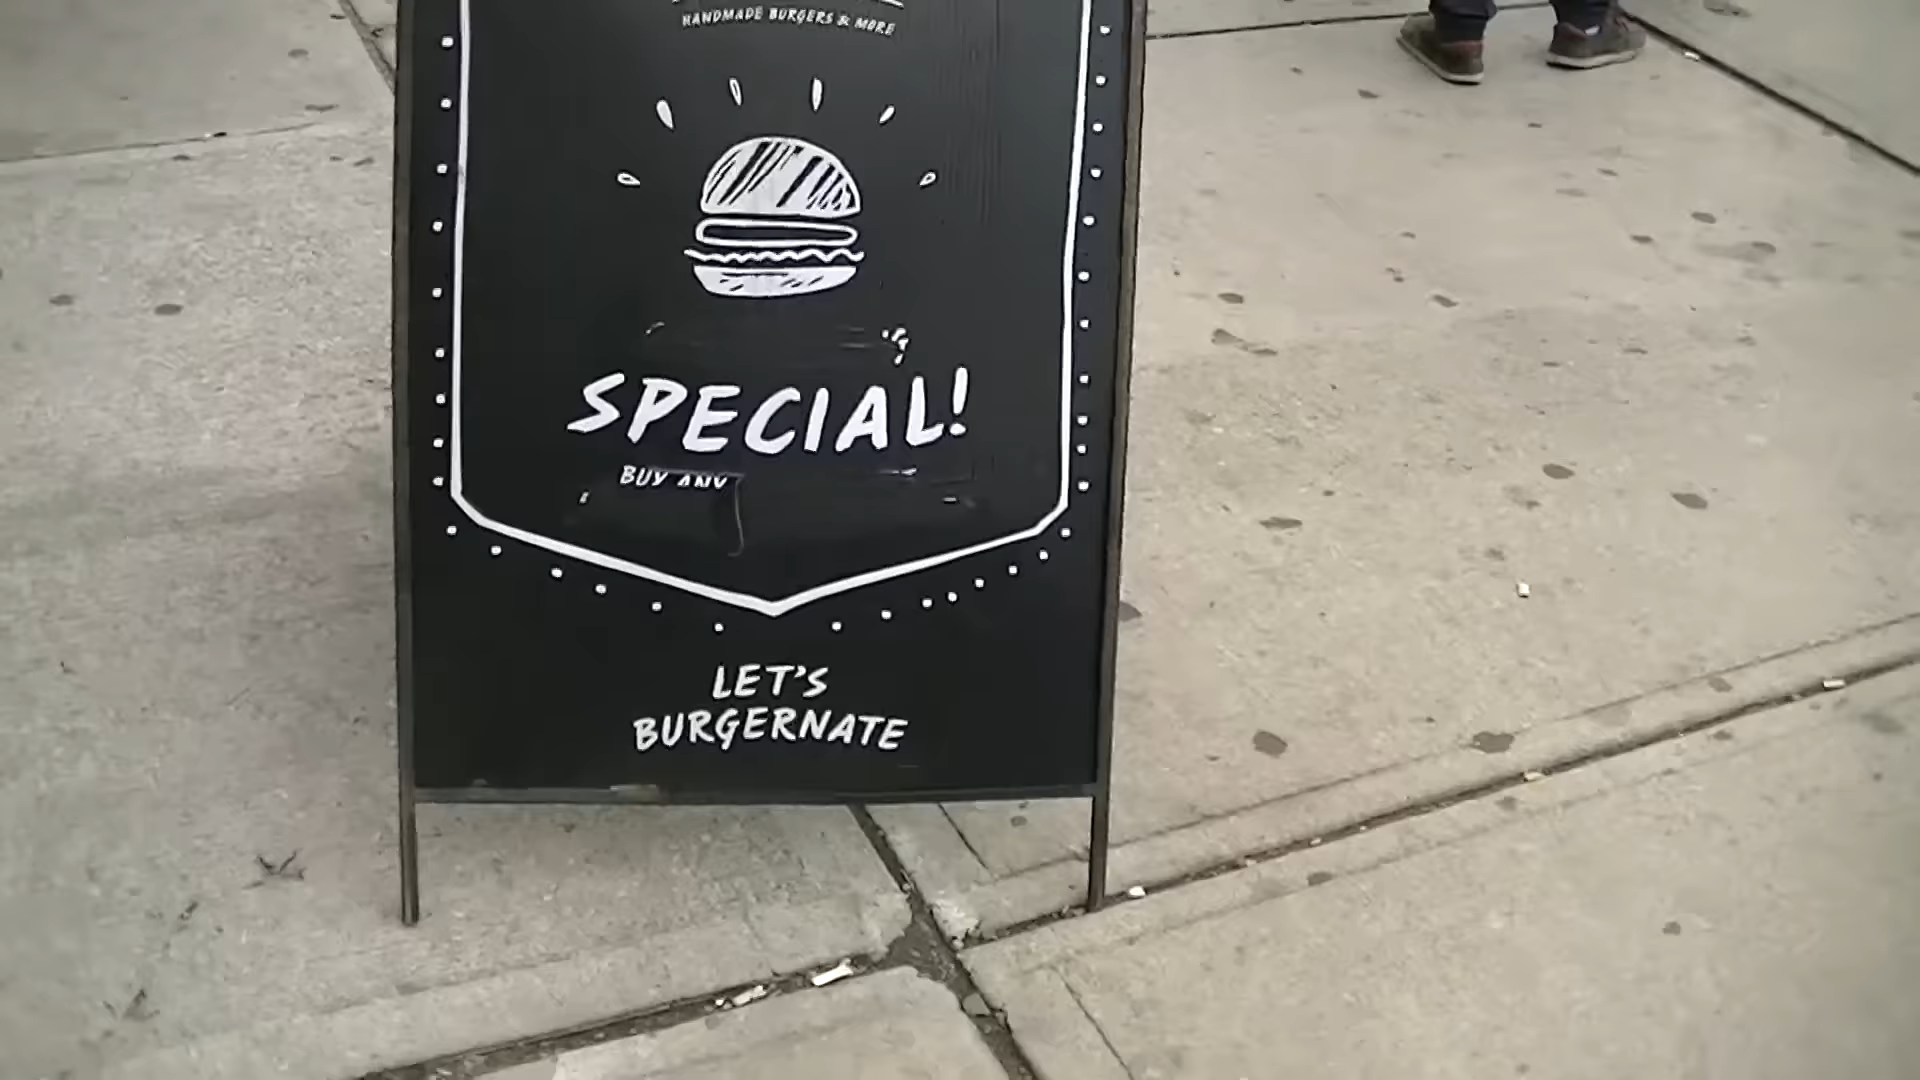 HANDMADE BURGERS & MORE
SPECIAL!
BUY ANY
LET'S
BURGERNATE